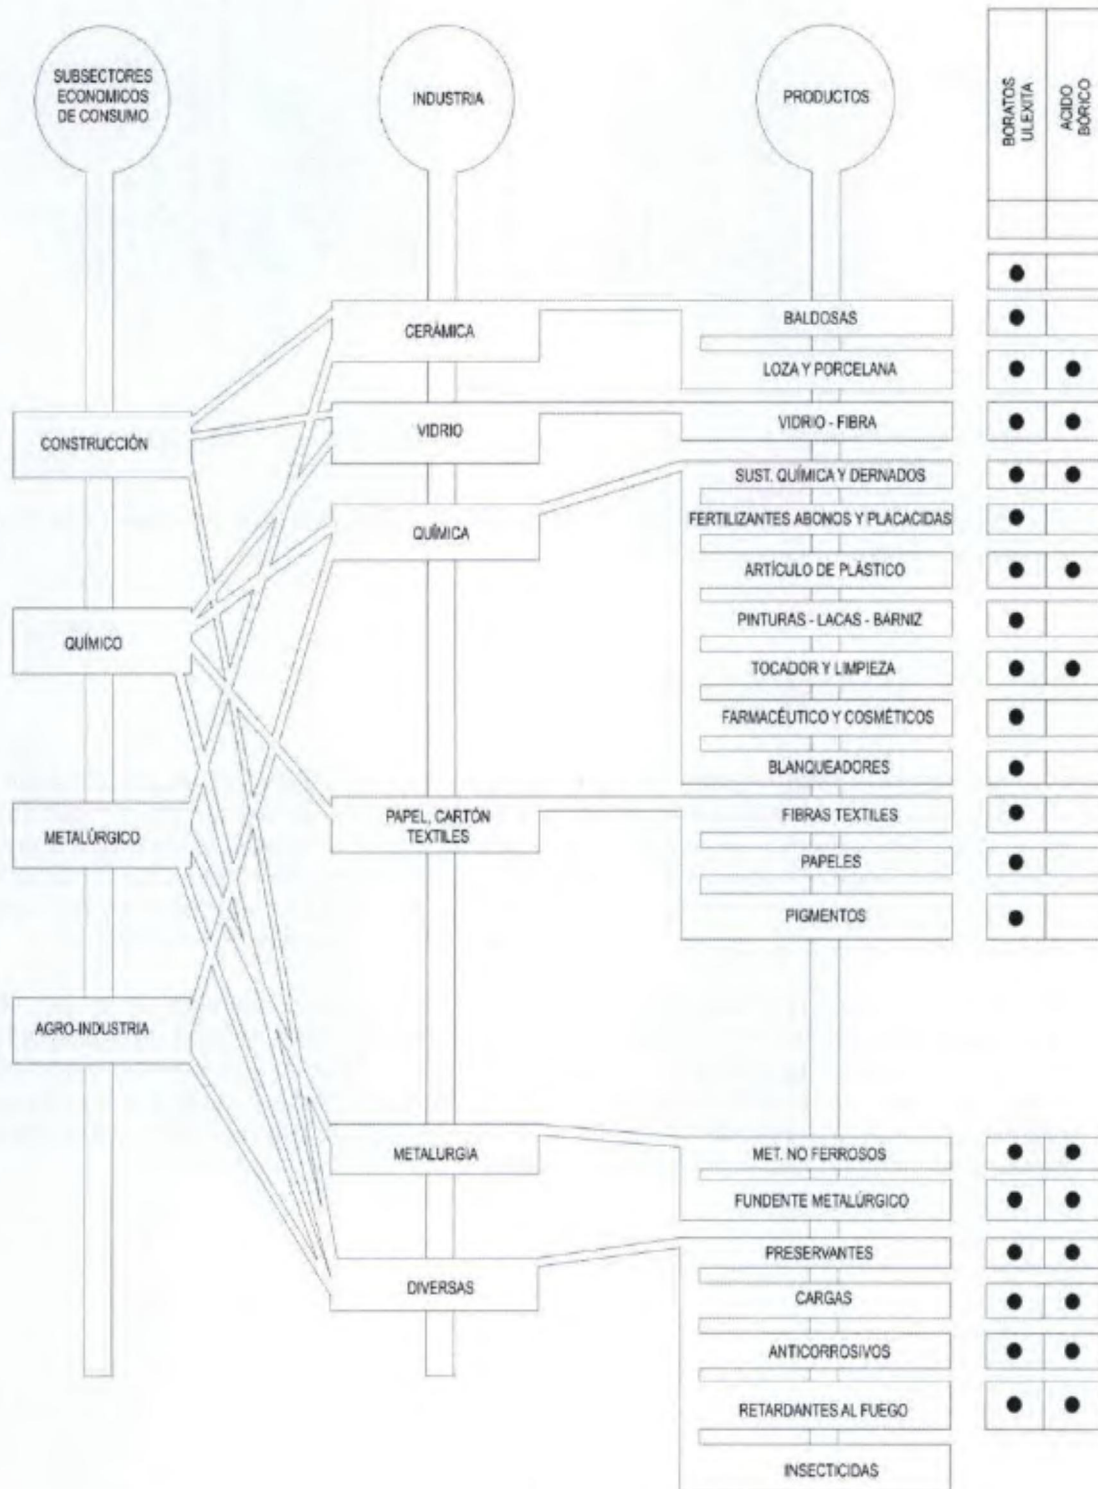 SUBSECTORES
ECONOMICOS
DE CONSUMO
INDUSTRIA
PRODUCTOS
BORATOS
ULEXITA
ACIDO
BÓRICO
CONSTRUCCIÓN
QUÍMICO
METALÚRGICO
AGRO-INDUSTRIA
CERÁMICA
VIDRIO
QUÍMICA
PAPEL, CARTÓN
TEXTILES
METALURGIA
DIVERSAS
BALDOSAS
LOZA Y PORCELANA
VIDRIO - FIBRA
SUST. QUÍMICA Y DERNADOS
FERTILIZANTES ABONOS Y PLACACIDAS
ARTÍCULO DE PLÁSTICO
PINTURAS - LACAS - BARNIZ
TOCADOR Y LIMPIEZA
FARMACÉUTICO Y COSMÉTICOS
BLANQUEADORES
FIBRAS TEXTILES
PAPELES
PIGMENTOS
MET. NO FERROSOS
FUNDENTE METALÚRGICO
PRESERVANTES
CARGAS
ANTICORROSIVOS
RETARDANTES AL FUEGO
INSECTICIDAS